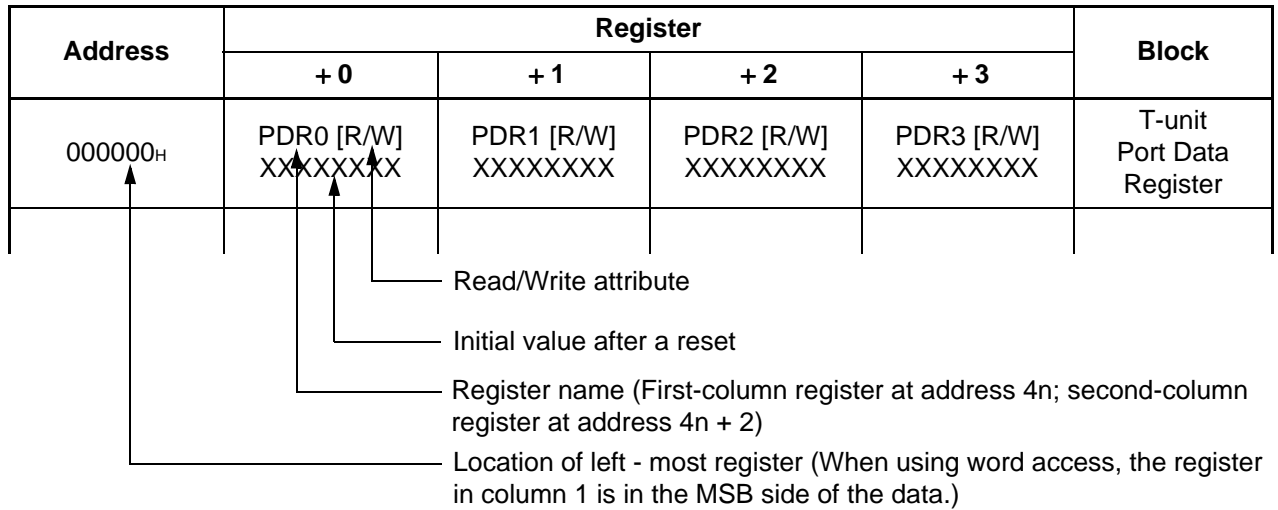 Address Register Block
+ 0 + 1 + 2 + 3
000000H PDR0 [R/W] PDR1 [R/W] PDR2 [R/W] PDR3 [R/W] T-unit
XXXXXXXX XXXXXXXX XXXXXXXX XXXXXXXX Port Data
Register
Read/Write attribute
Initial value after a reset
Register name (First-column register at address 4n; second-column
register at address 4n + 2)
Location of left - most register (When using word access, the register
in column 1 is in the MSB side of the data.)